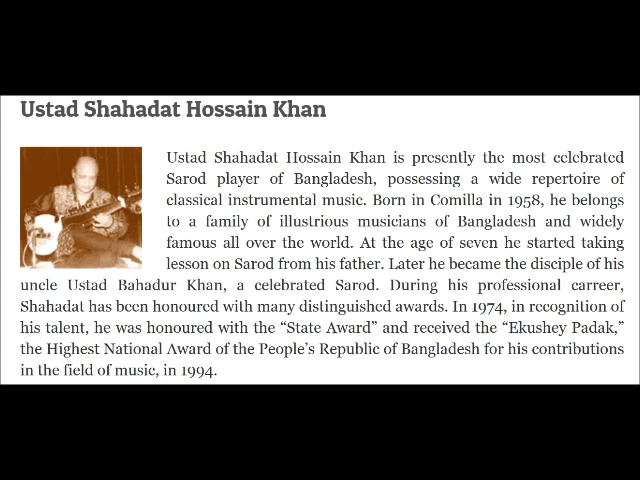 Ustad Shahadat Hossain Khan
Ustad Shahadat Hossain Khan is presently the most celebrated
Sarod player of Bangladesh, possessing a wide repertoire of
classical instrumental music. Born in Comilla in 1958, he belongs
to a family of illustrious musicians of Bangladesh and widely
famous all over the world. At the age of seven he started taking
lesson on Sarod from his father. Later he became the disciple of his
uncle Ustad Bahadur Khan, a celebrated Sarod. During his professional carreer,
Shahadat has been honoured with many distinguished awards. In 1974, in recognition of
his talent, he was honoured with the “State Award” and received the “Ekushey Padak,”
the Highest National Award of the People’s Republic of Bangladesh for his contributions
in the field of music, in 1994.